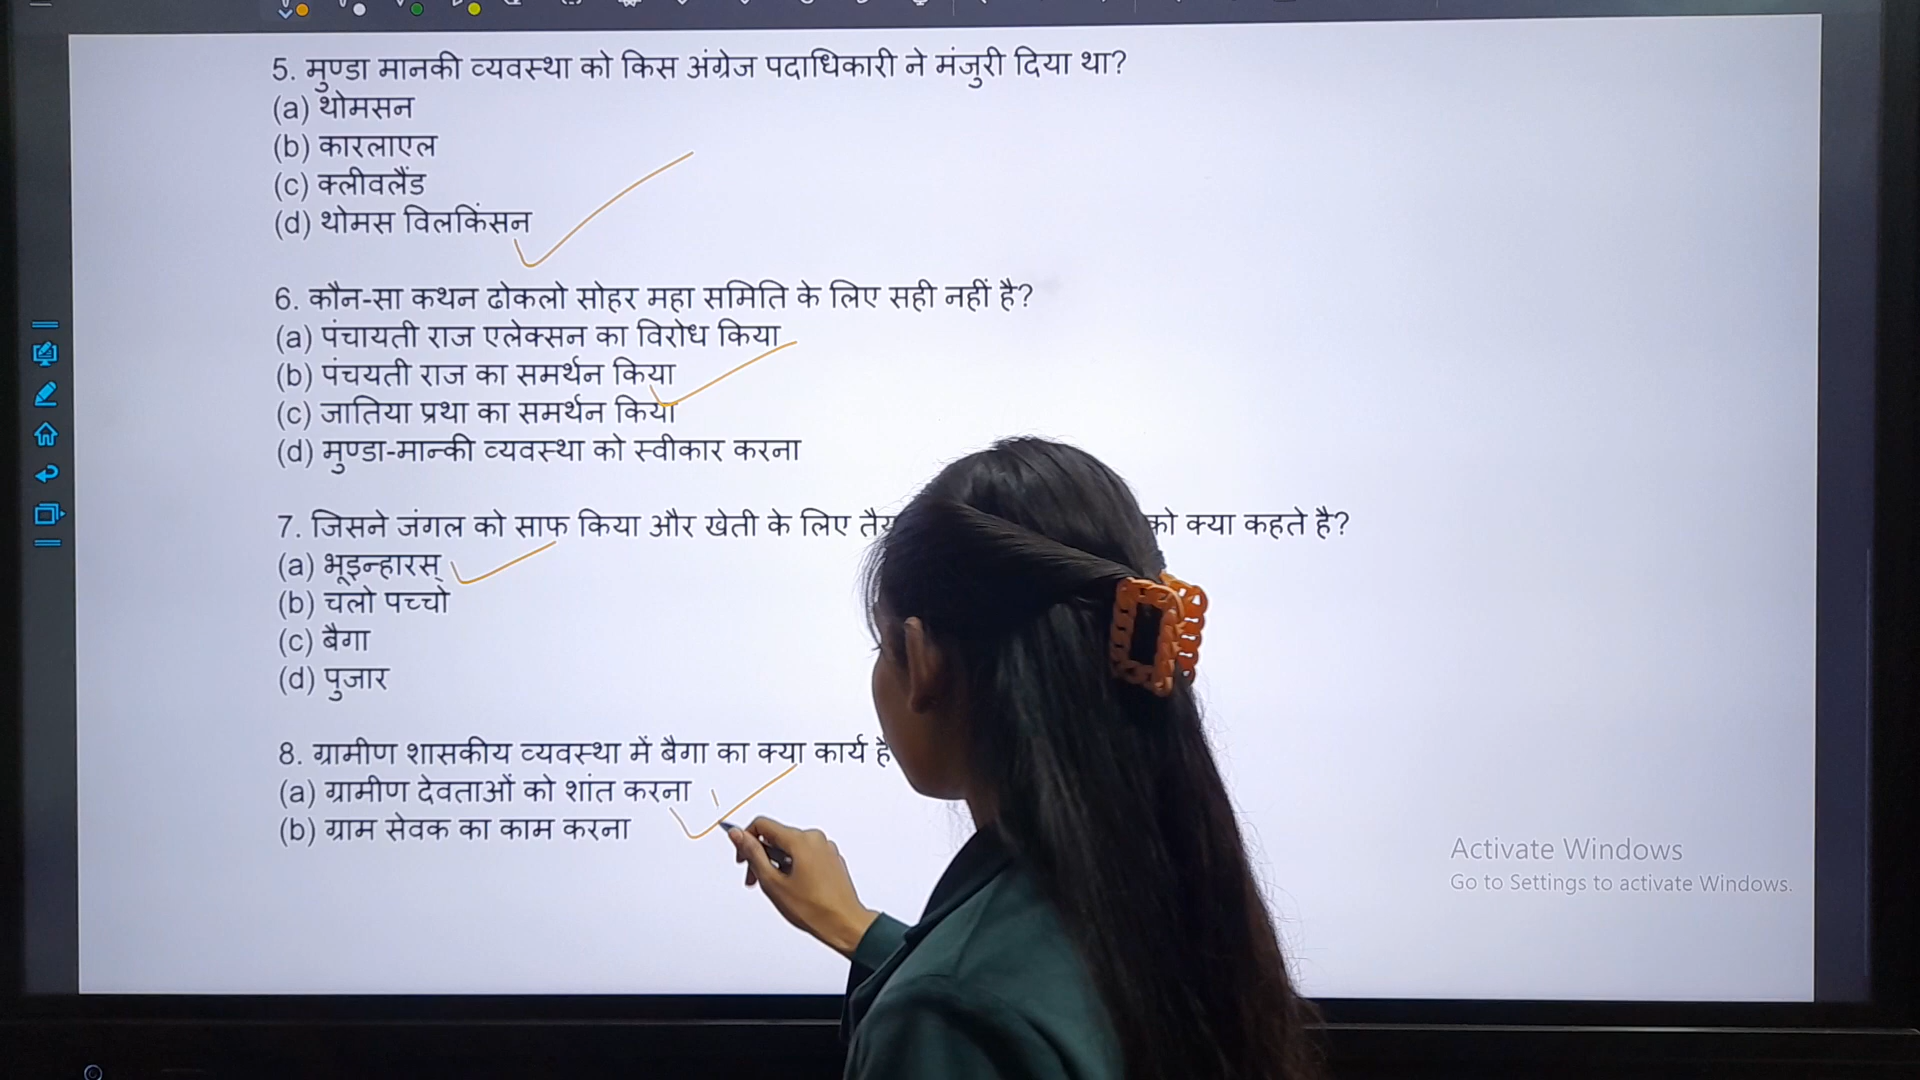 5. मुण्डा मानकी व्यवस्था को किस अंग्रेज पदाधिकारी ने मंजुरी दिया था?
(a) थोमसन
(b) कारलाएल
(c) क्लीवलैंड
(d) थोमस विलकिंसन
6. कौन-सा कथन ढोकलो सोहर महा समिति के लिए सही नहीं है?
(a) पंचायती राज एलेक्सन का विरोध किया
(b) पंचयती राज का समर्थन किया
(c) जातिया प्रथा का समर्थन किया
(d) मुण्डा-मान्की व्यवस्था को स्वीकार करना
7. जिसने जंगल को साफ किया और खेती के लिए को क्या कहते है?
(a) भूइन्हारस्
(b) चलो पच्चो
(c) बैगा
(d) पुजार
8. ग्रामीण शासकीय व्यवस्था में बैगा का क्या कार्य है
(a) ग्रामीण देवताओं को शांत करना
(b) ग्राम सेवक का काम करना
Activate Windows
Go to Settings to activate Windows.